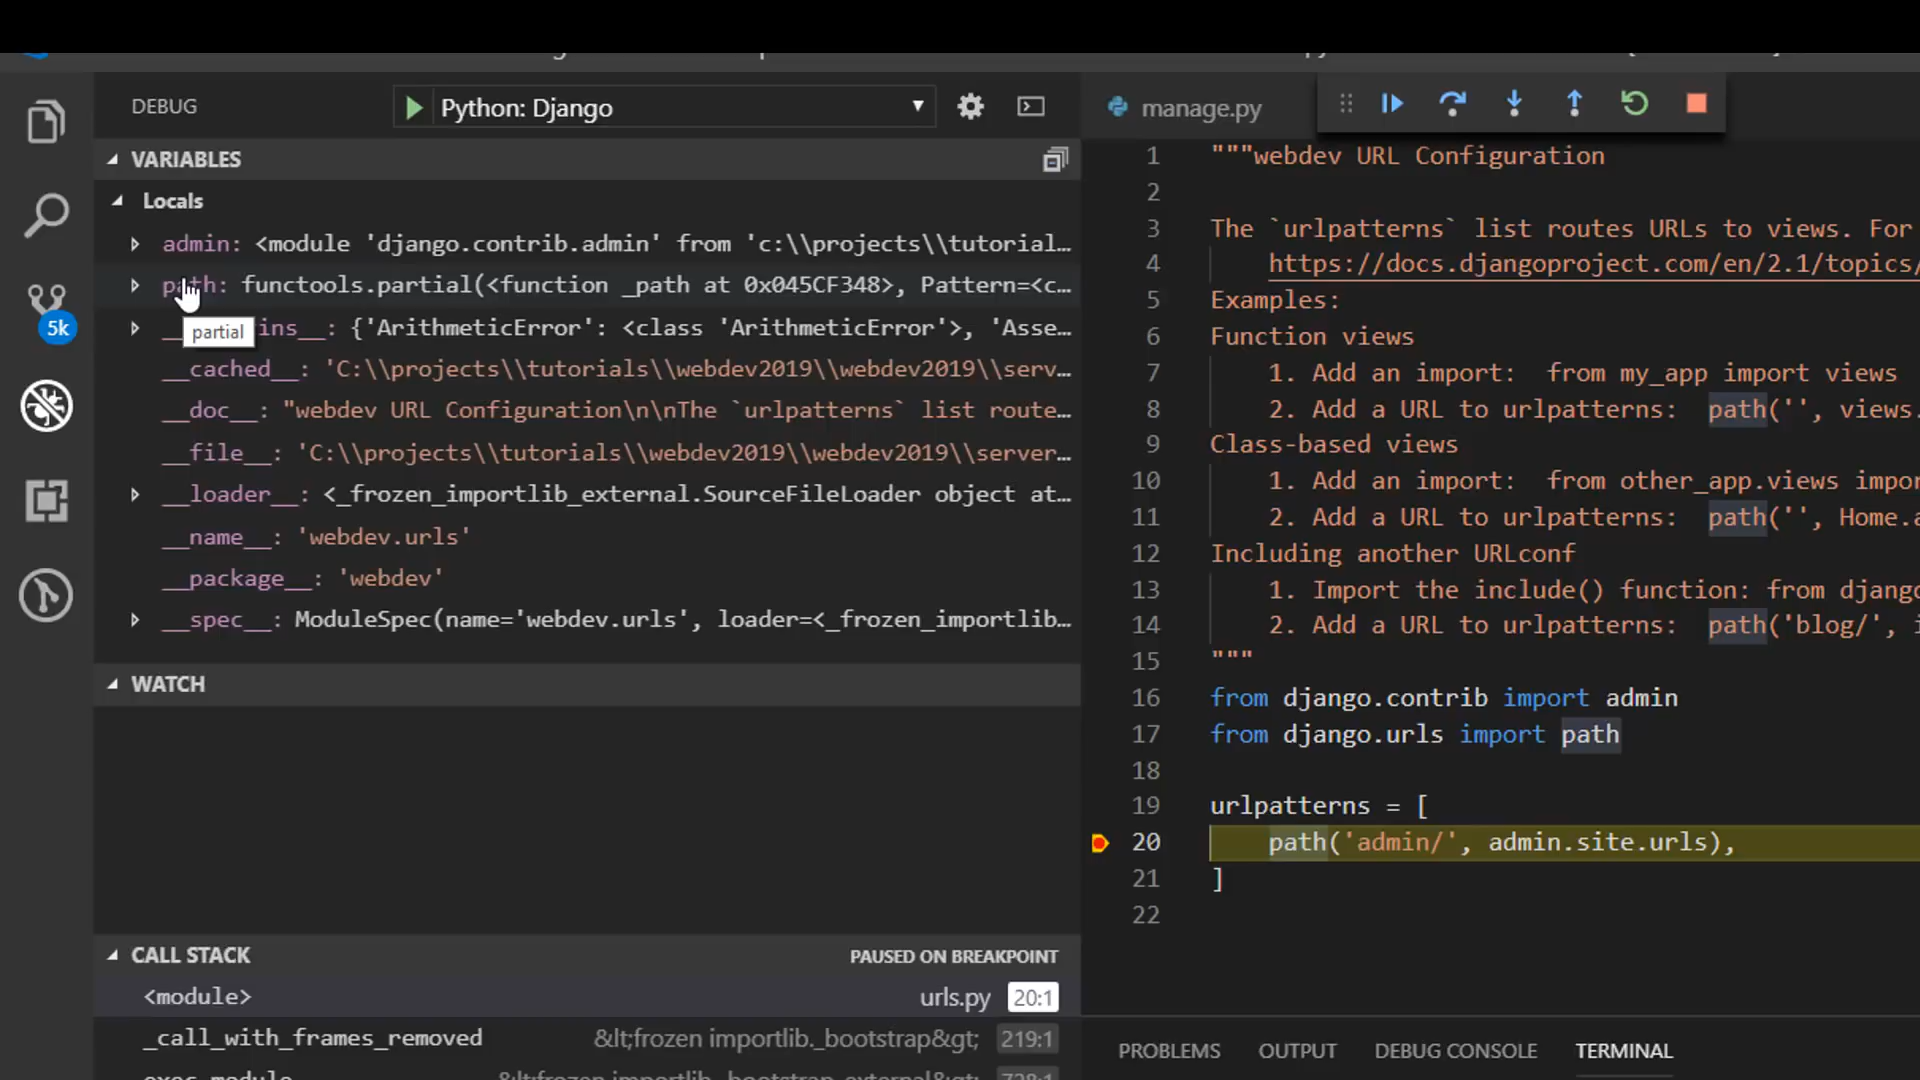 DEBUG
Python: Django
manage.py
VARIABLES
Locals
admin: <module 'django.contrib.admin' from 'c:\\projects\\tutorial...
path: functools.partial(<function _path at 0x045CF348>, Pattern=<c...
partial
ins__: {'ArithmeticError': <class 'ArithmeticError'>, 'Asse...
__cached__: 'C:\\projects\\tutorials\\webdev2019\\webdev2019\\serv...
__doc__: "webdev URL Configuration\n\nThe `urlpatterns` list route...
__file__: 'C:\\projects\\tutorials\\webdev2019\\webdev2019\\server...
__loader__: <_frozen_importlib_external.SourceFileLoader object at...
__name__: 'webdev.urls'
__package__: 'webdev'
__spec__: ModuleSpec(name='webdev.urls', loader=<_frozen_importlib...
5k
WATCH
CALL STACK
PAUSED ON BREAKPOINT
<module> urls.py 20:1
_call_with_frames_removed &lt;frozen importlib._bootstrap&gt; 219:1
exec_module &lt;frozen importlib._bootstrap_external&gt; 728:1
1 """webdev URL Configuration
2
3 The `urlpatterns` list routes URLs to views. For
4 https://docs.djangoproject.com/en/2.1/topics/
5 Examples:
6 Function views
7 1. Add an import:  from my_app import views
8 2. Add a URL to urlpatterns:  path('', views.
9 Class-based views
10 1. Add an import:  from other_app.views impor
11 2. Add a URL to urlpatterns:  path('', Home.a
12 Including another URLconf
13 1. Import the include() function: from django
14 2. Add a URL to urlpatterns:  path('blog/', i
15 """
16 from django.contrib import admin
17 from django.urls import path
18
19 urlpatterns = [
20 path('admin/', admin.site.urls),
21 ]
22
PROBLEMS OUTPUT DEBUG CONSOLE TERMINAL